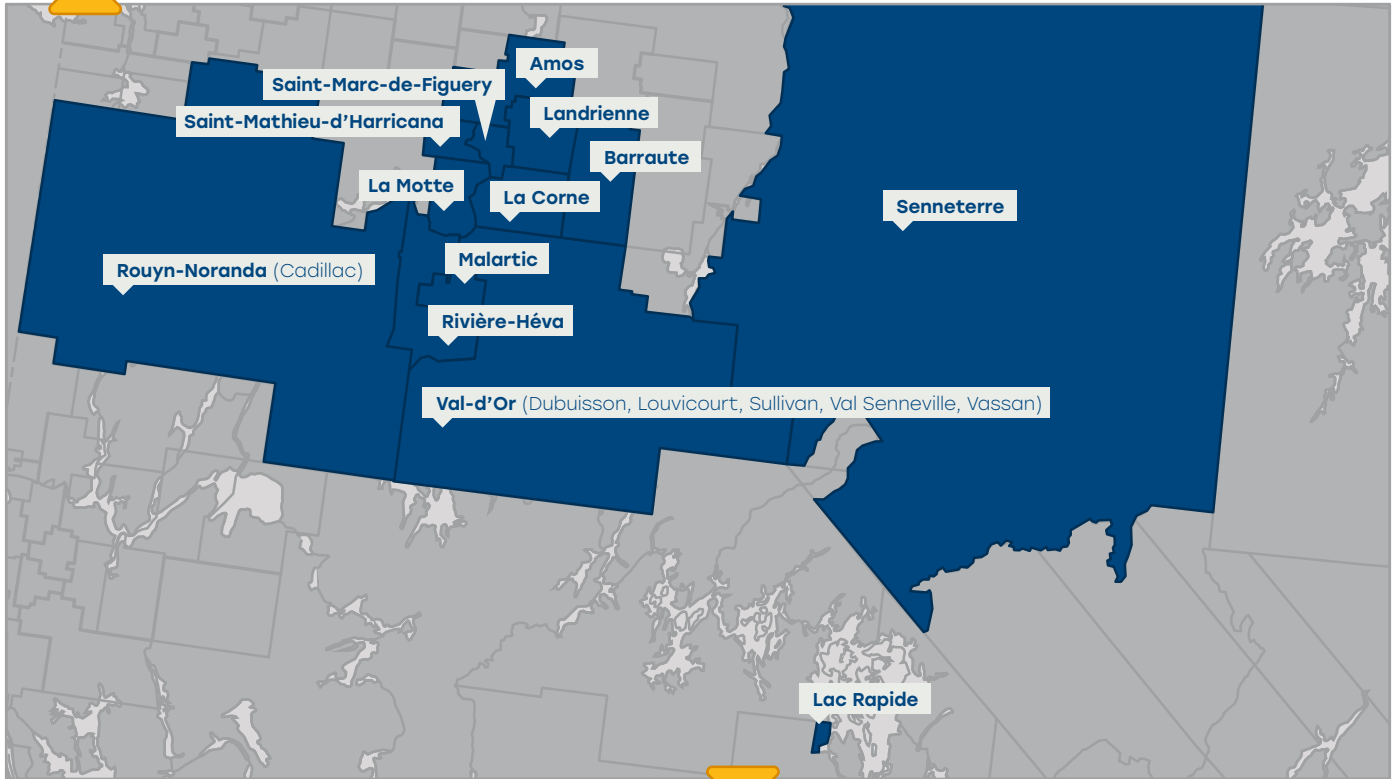 Amos
Saint-Marc-de-Figuery
Landrienne
Saint-Mathieu-d'Harricana
Barraute
La Motte
La Corne
Senneterre
Malartic
Rouyn-Noranda (Cadillac)
Rivière-Héva
Val-d'Or (Dubuisson, Louvicourt, Sullivan, Val Senneville, Vassan)
Lac Rapide